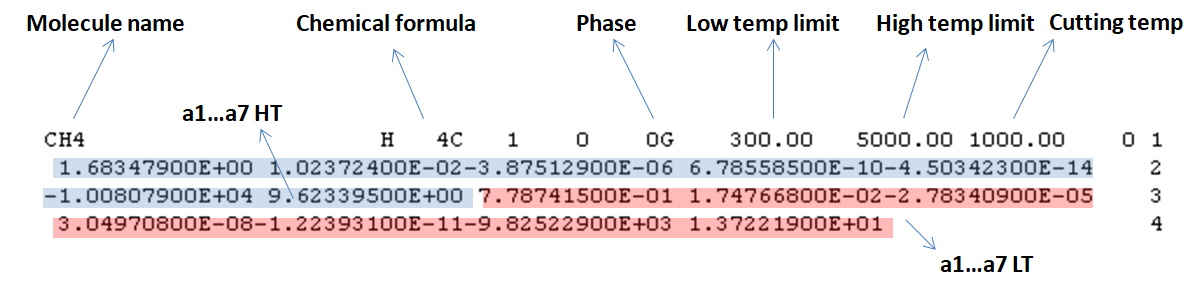 Molecule name Chemical formula Phase Low temp limit High temp limit Cutting temp
a1...a7 HT
CH4 H 4C 1 0 0G 300.00 5000.00 1000.00 0 1
1.68347900E+00 1.02372400E-02-3.87512900E-06 6.78558500E-10-4.50342300E-14 2
-1.00807900E+04 9.62339500E+00 7.78741500E-01 1.74766800E-02-2.78340900E-05 3
3.04970800E-08-1.22393100E-11-9.82522900E+03 1.37221900E+01 4
a1...a7 LT